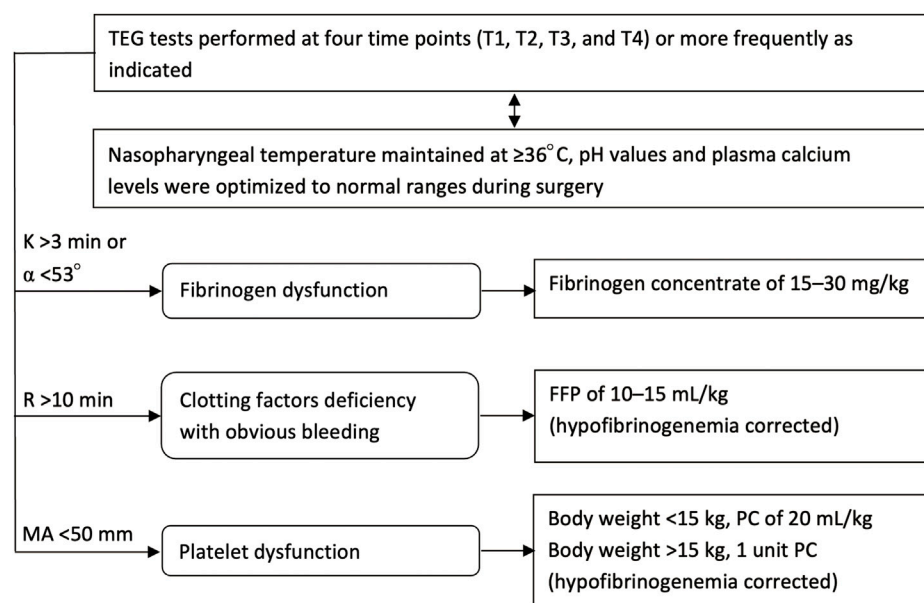 TEG tests performed at four time points (T1, T2, T3, and T4) or more frequently as
indicated
Nasopharyngeal temperature maintained at ≥36°C, pH values and plasma calcium
levels were optimized to normal ranges during surgery
K >3 min or
α <53°
Fibrinogen dysfunction
Fibrinogen concentrate of 15–30 mg/kg
R >10 min
Clotting factors deficiency
with obvious bleeding
FFP of 10–15 mL/kg
(hypofibrinogenemia corrected)
MA <50 mm
Platelet dysfunction
Body weight <15 kg, PC of 20 mL/kg
Body weight >15 kg, 1 unit PC
(hypofibrinogenemia corrected)